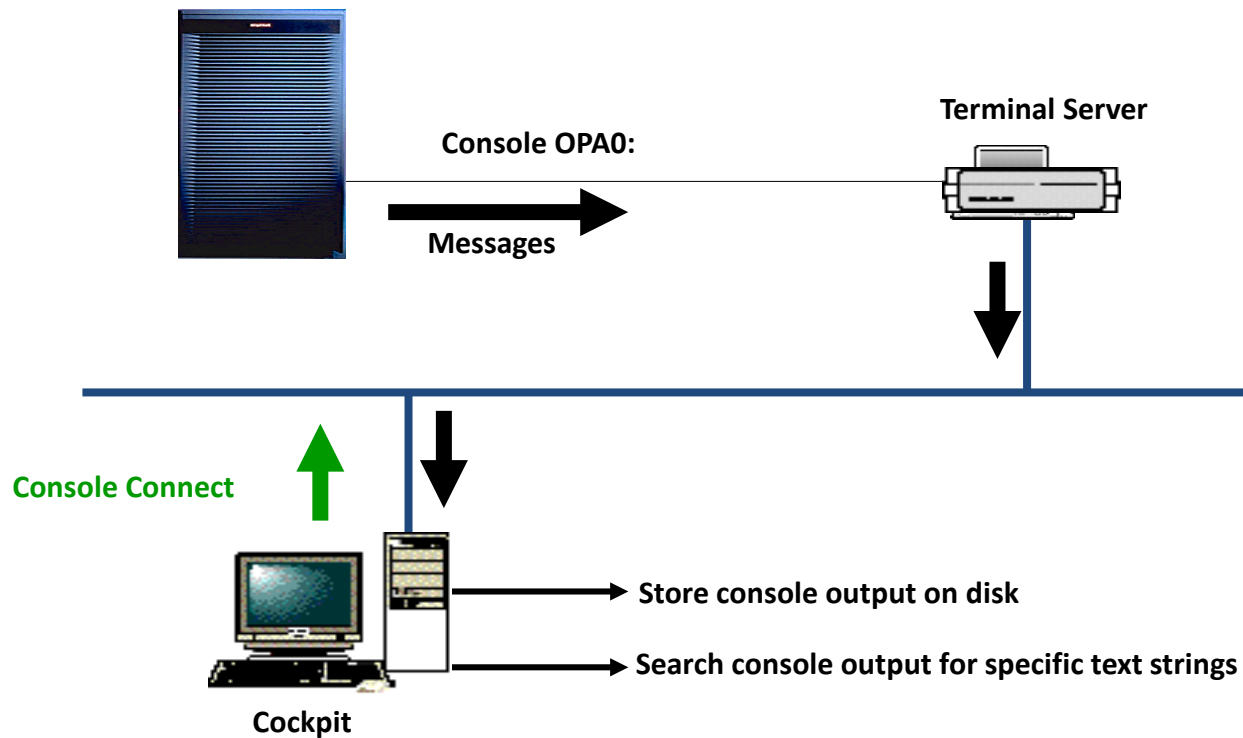 Terminal Server
Console OPA0:
Messages
Console Connect
Store console output on disk
Search console output for specific text strings
Cockpit